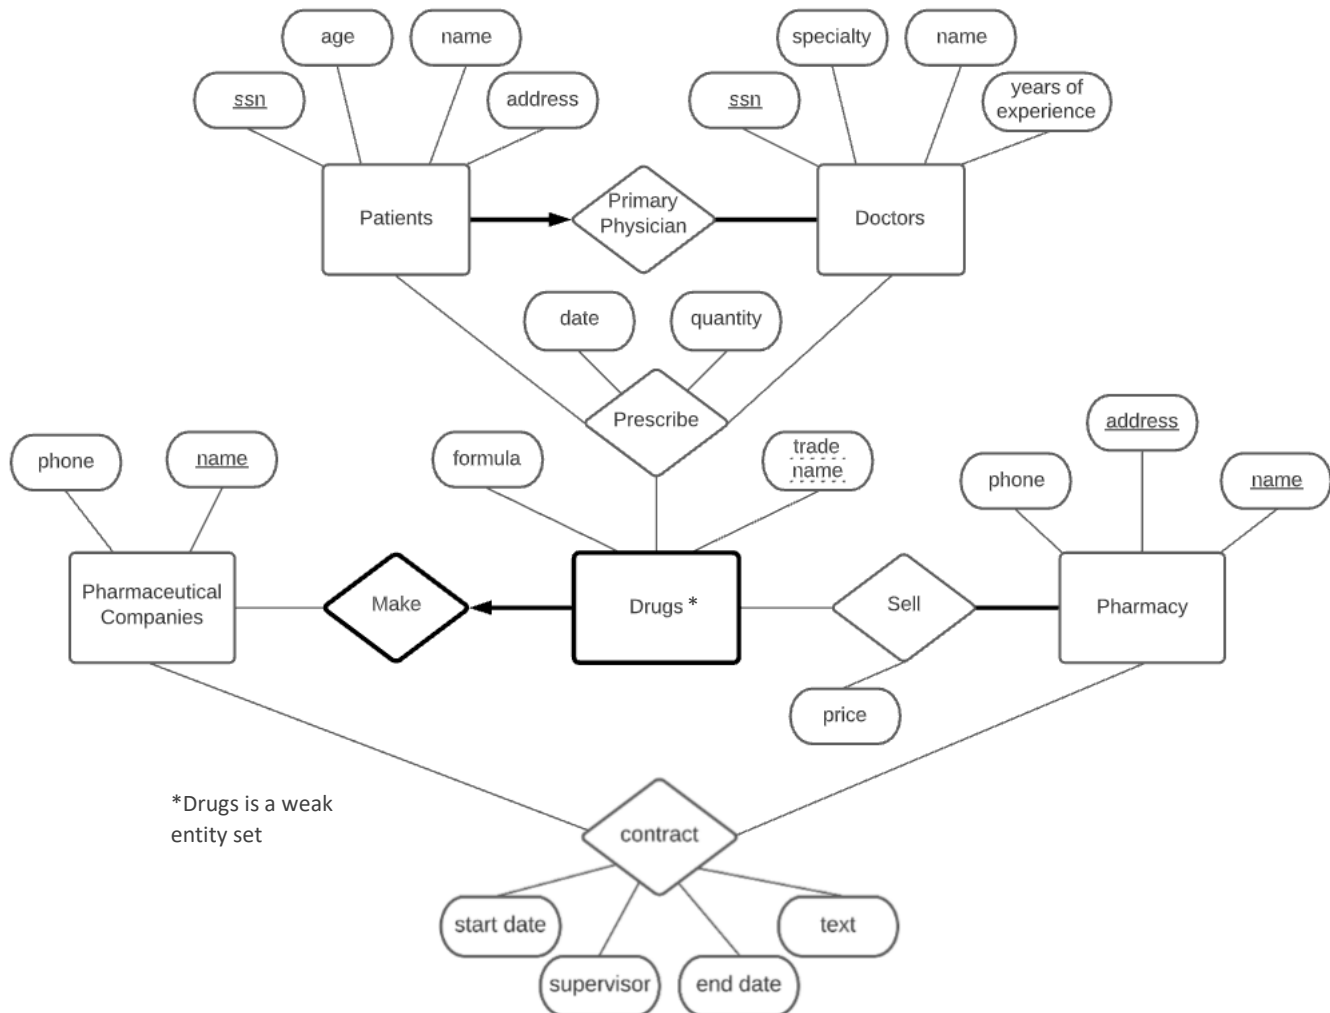 age
name
specialty
name
ssn
address
ssn
years of
experience
Patients
Primary
Physician
Doctors
date
quantity
Prescribe
address
phone
name
formula
trade
name
phone
name
Pharmaceutical
Companies
Make
Drugs *
Sell
Pharmacy
price
*Drugs is a weak
entity set
contract
start date
text
supervisor
end date